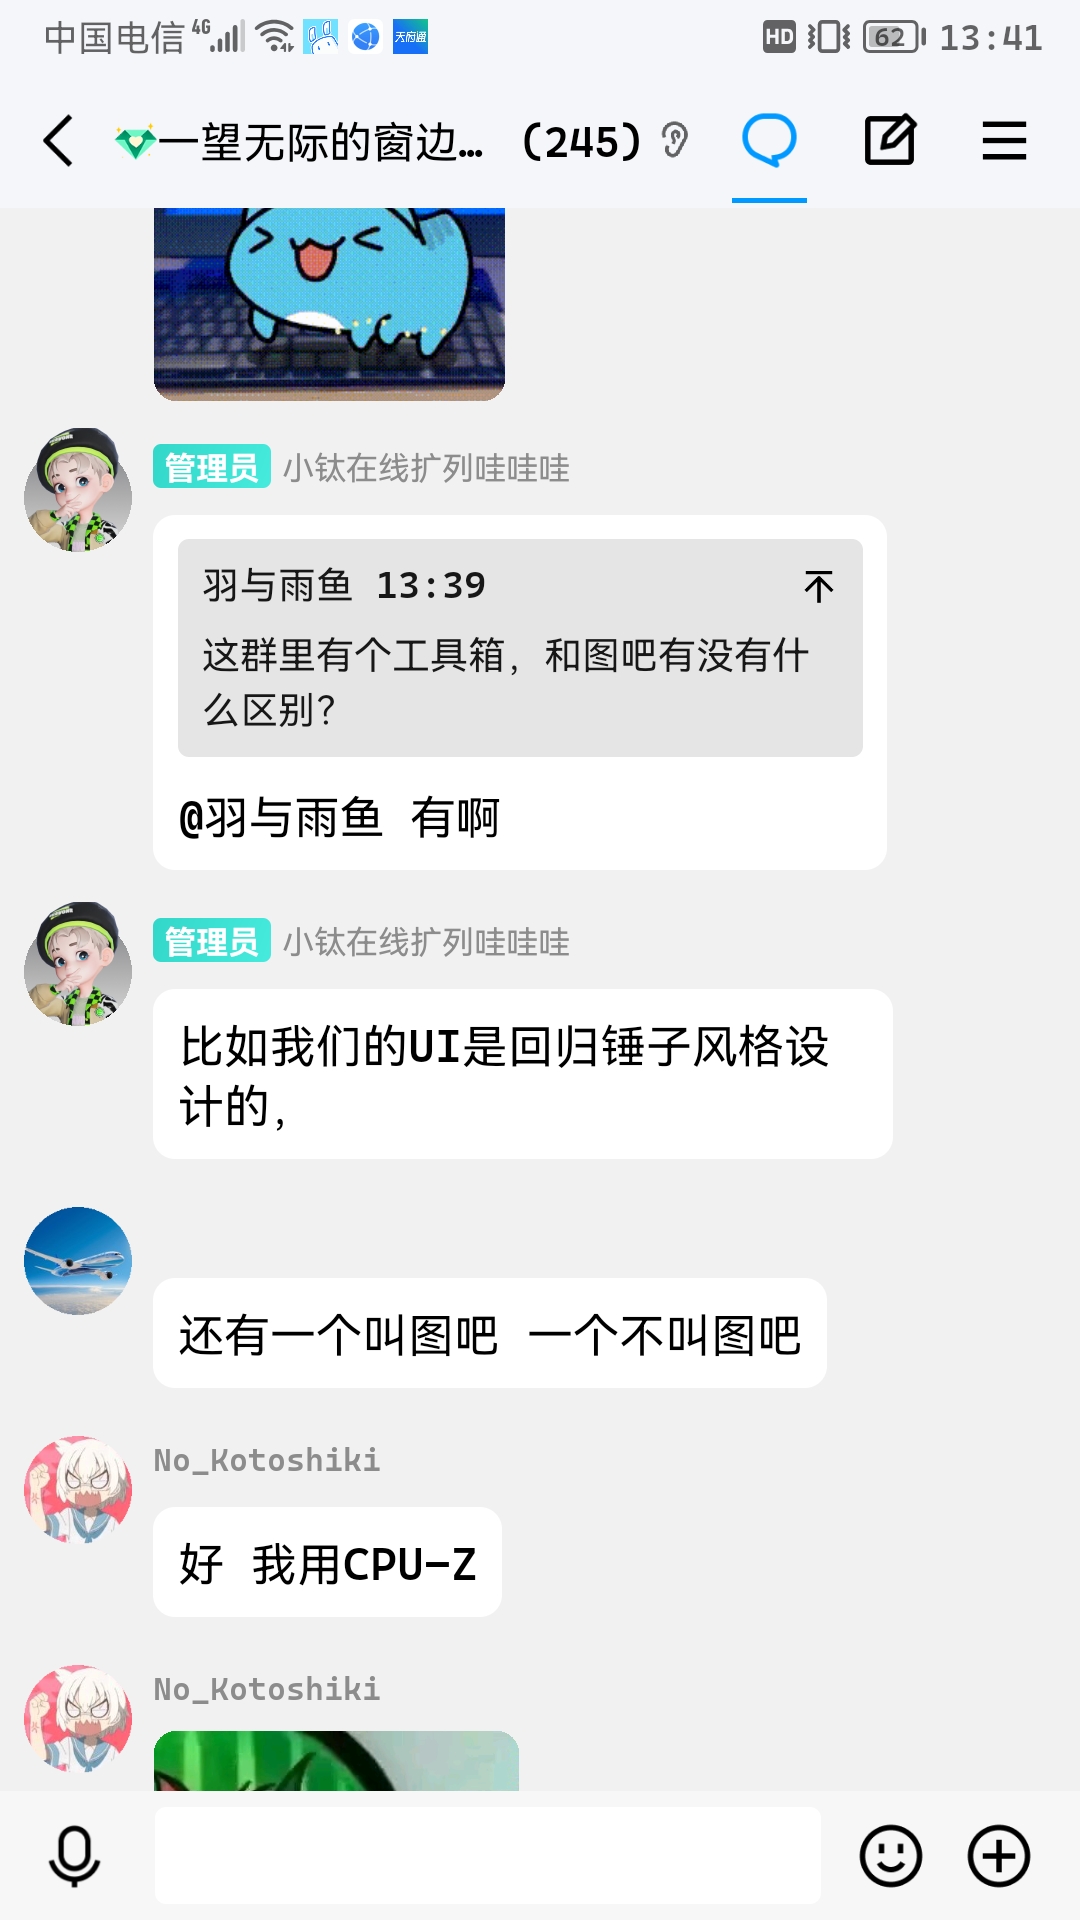 中国电信 4G 天府通 HD 62 13:41
一望无际的窗边... (245)
管理员 小钛在线扩列哇哇哇
羽与雨鱼 13:39
这群里有个工具箱，和图吧有没有什
么区别？
@羽与雨鱼 有啊
管理员 小钛在线扩列哇哇哇
比如我们的UI是回归锤子风格设
计的，
还有一个叫图吧 一个不叫图吧
No_Kotoshiki
好 我用CPU-Z
No_Kotoshiki